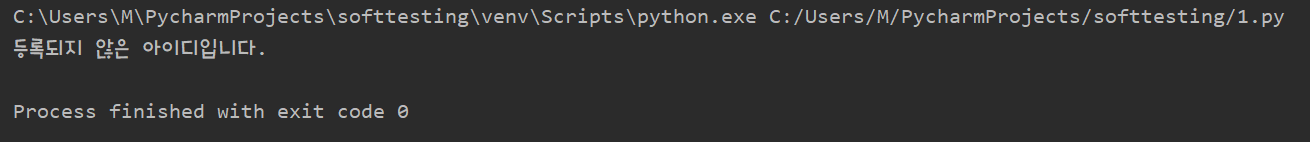 C:\Users\M\PycharmProjects\softtesting\venv\Scripts\python.exe C:/Users/M/PycharmProjects/softtesting/1.py
등록되지 않은 아이디입니다.
Process finished with exit code 0